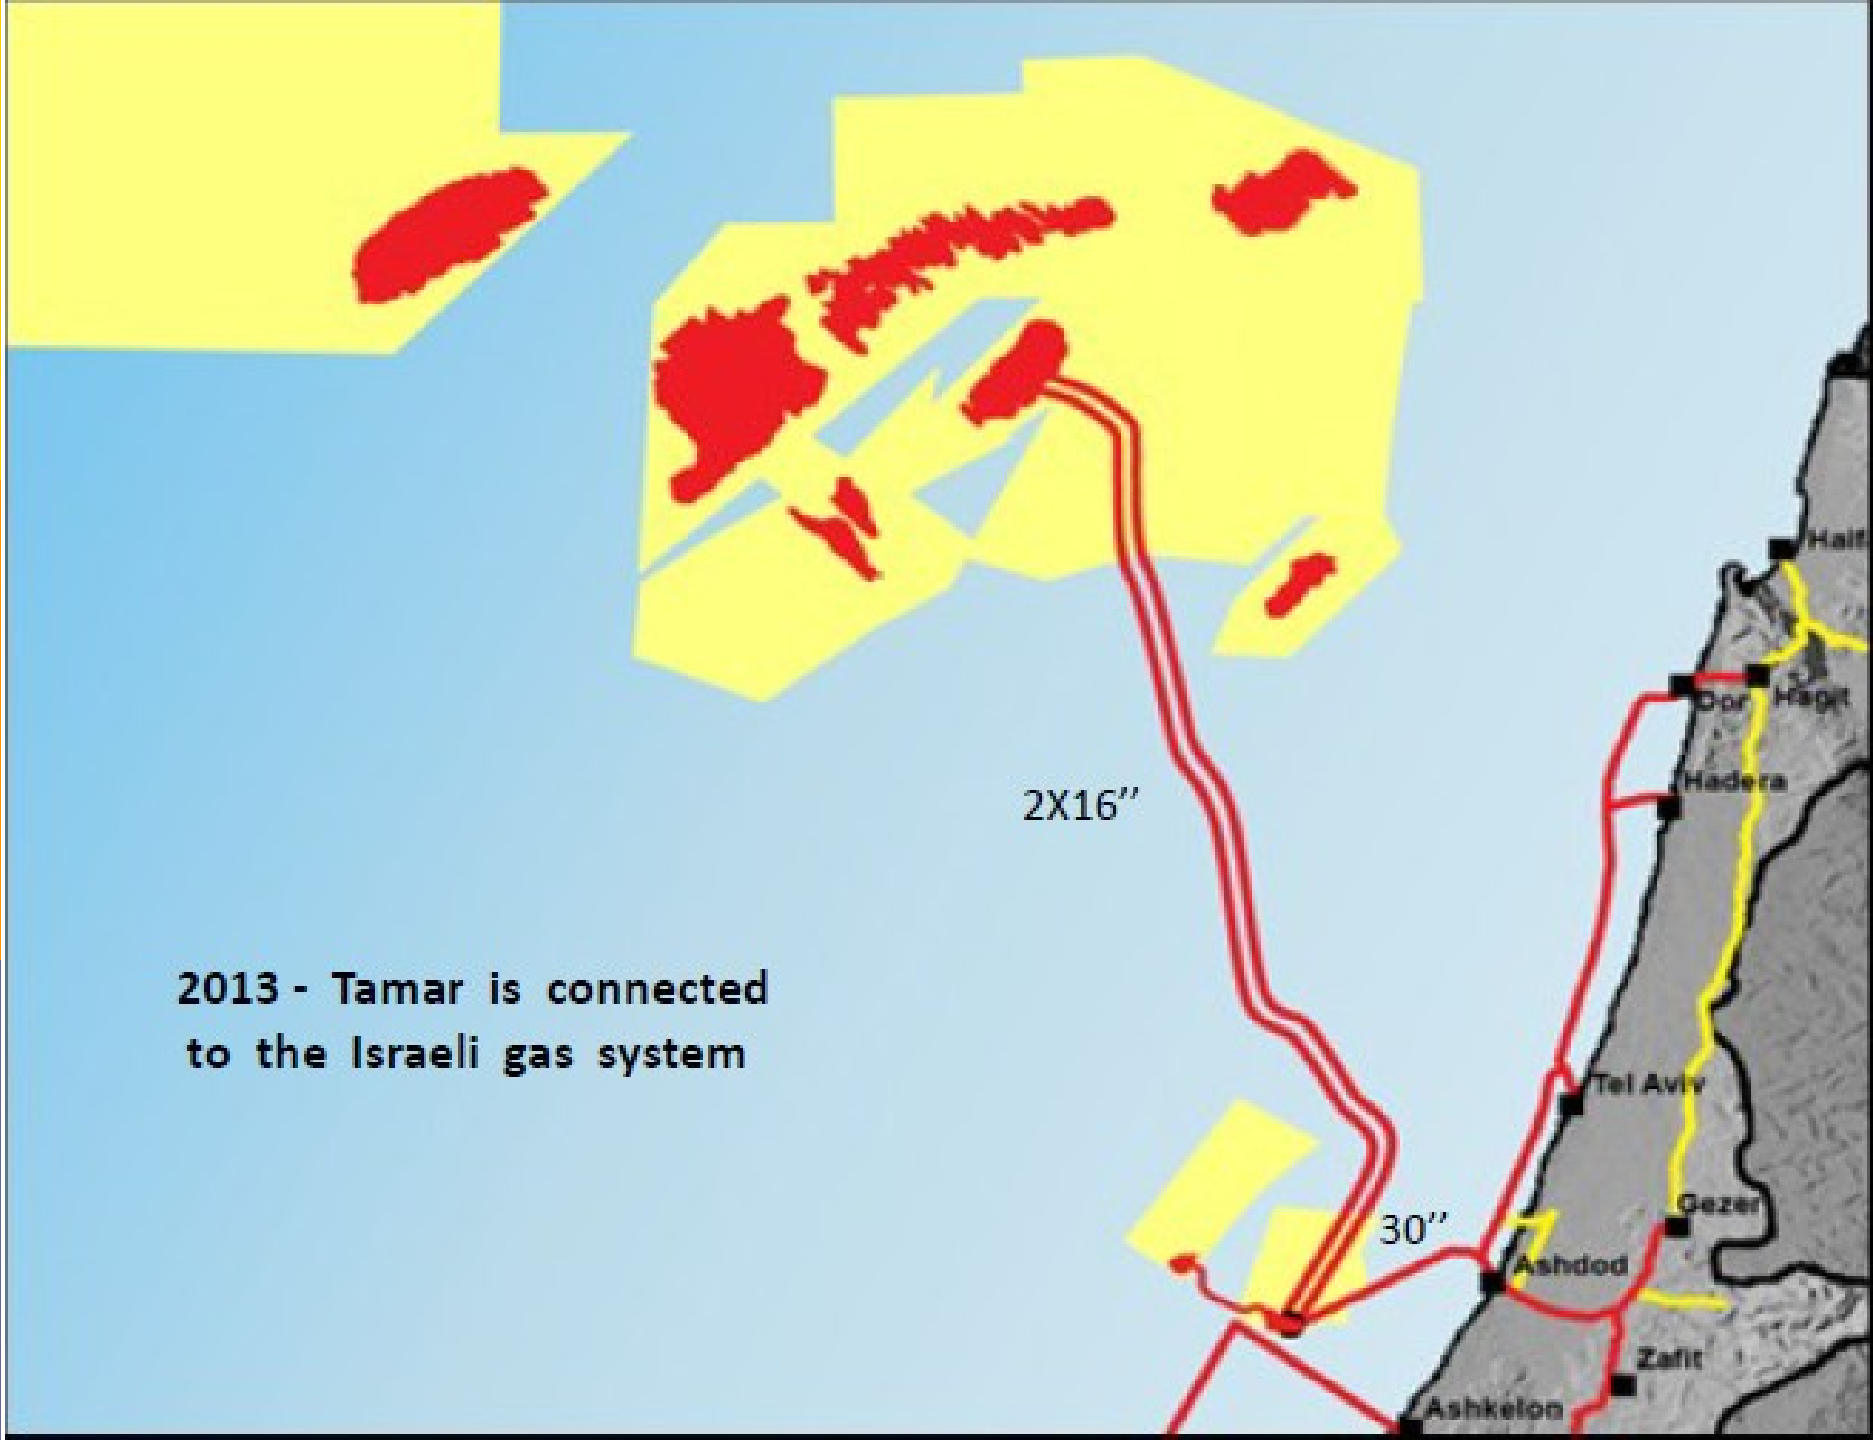 Haif
Dor
Hagit
Hadera
2X16’’
2013 - Tamar is connected
to the Israeli gas system
Tel Aviv
Gezer
30’’
Ashdod
Zafit
Ashkelon